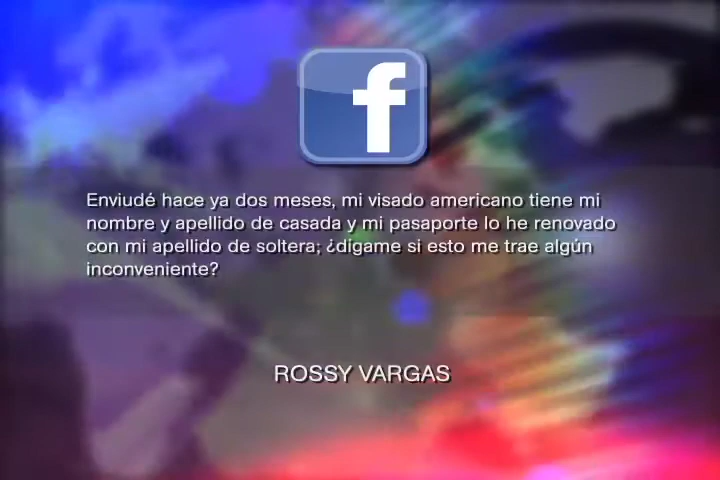 f
Enviudé hace ya dos meses, mi visado americano tiene mi
nombre y apellido de casada y mi pasaporte lo he renovado
con mi apellido de soltera; ¿dígame si esto me trae algún
inconveniente?
ROSSY VARGAS